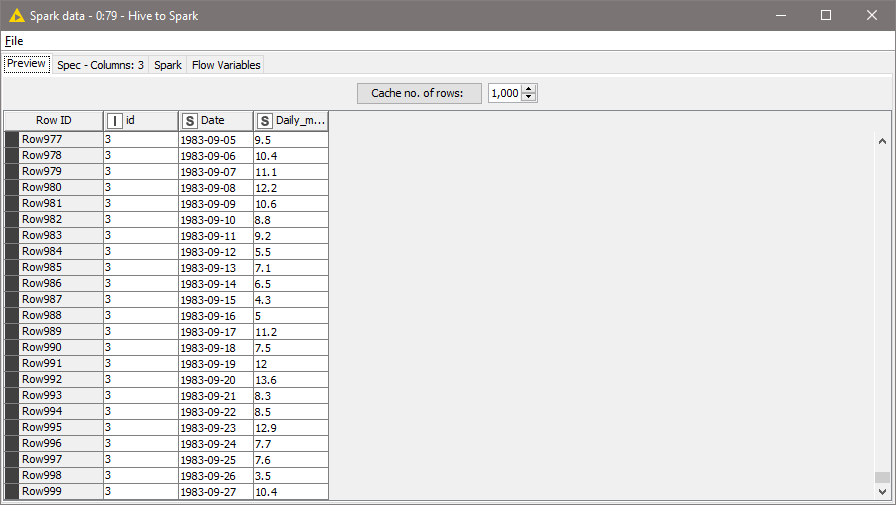 Spark data - 0:79 - Hive to Spark
File
Preview Spec - Columns: 3 Spark Flow Variables
Cache no. of rows: 1,000
Row ID I id S Date S Daily_m...
Row977 3 1983-09-05 9.5
Row978 3 1983-09-06 10.4
Row979 3 1983-09-07 11.1
Row980 3 1983-09-08 12.2
Row981 3 1983-09-09 10.6
Row982 3 1983-09-10 8.8
Row983 3 1983-09-11 9.2
Row984 3 1983-09-12 5.5
Row985 3 1983-09-13 7.1
Row986 3 1983-09-14 6.5
Row987 3 1983-09-15 4.3
Row988 3 1983-09-16 5
Row989 3 1983-09-17 11.2
Row990 3 1983-09-18 7.5
Row991 3 1983-09-19 12
Row992 3 1983-09-20 13.6
Row993 3 1983-09-21 8.3
Row994 3 1983-09-22 8.5
Row995 3 1983-09-23 12.9
Row996 3 1983-09-24 7.7
Row997 3 1983-09-25 7.6
Row998 3 1983-09-26 3.5
Row999 3 1983-09-27 10.4